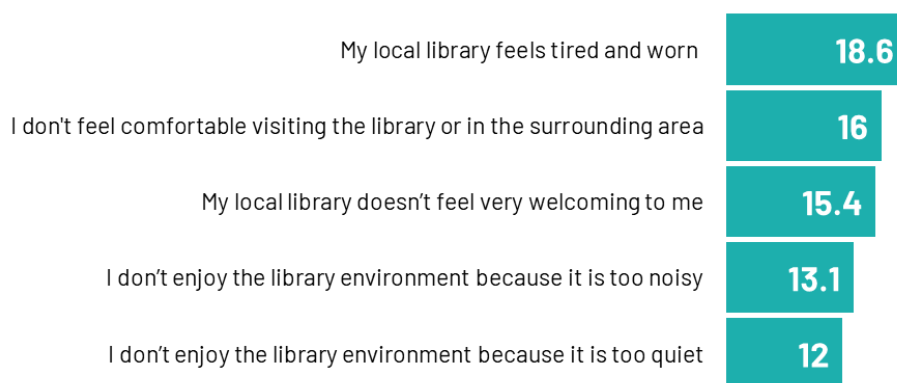 My local library feels tired and worn 18.6
I don't feel comfortable visiting the library or in the surrounding area 16
My local library doesn’t feel very welcoming to me 15.4
I don’t enjoy the library environment because it is too noisy 13.1
I don’t enjoy the library environment because it is too quiet 12